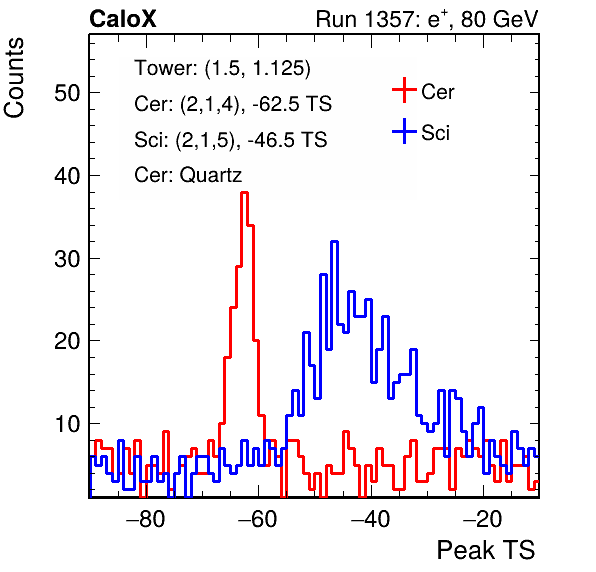 CaloX Run 1357: e⁺, 80 GeV
Counts
Tower: (1.5, 1.125)
Cer: (2,1,4), -62.5 TS
Sci: (2,1,5), -46.5 TS
Cer: Quartz
Cer
Sci
50
40
30
20
10
−80 −60 −40 −20
Peak TS